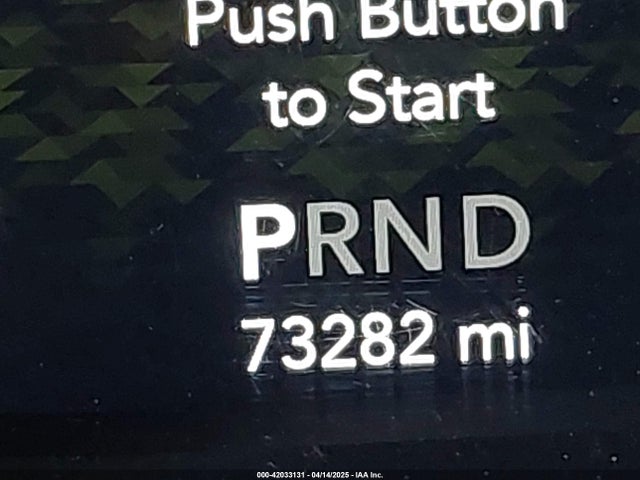 Push Button
to Start
PRND
73282 mi
000-42033131 - 04/14/2025 - IAA Inc.